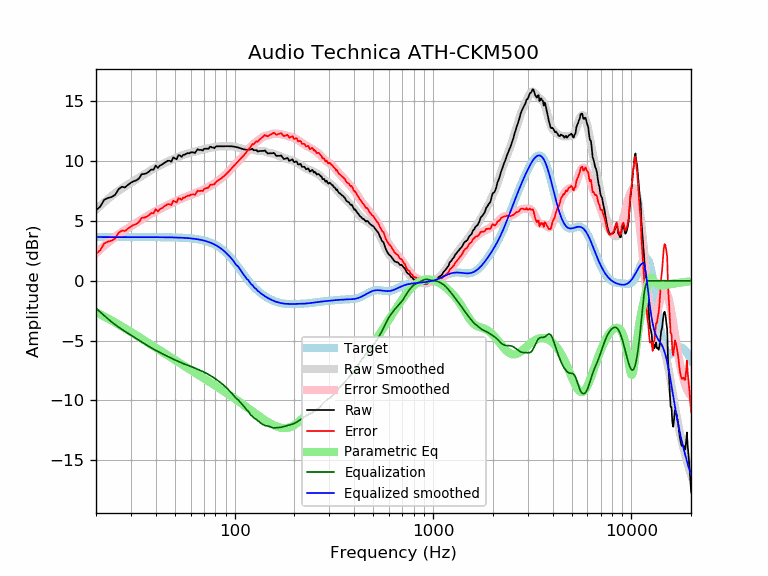 Audio Technica ATH-CKM500
Amplitude (dBr)
15
10
5
0
−5
−10
−15
Target
Raw Smoothed
Error Smoothed
Raw
Error
Parametric Eq
Equalization
Equalized smoothed
100
1000
10000
Frequency (Hz)